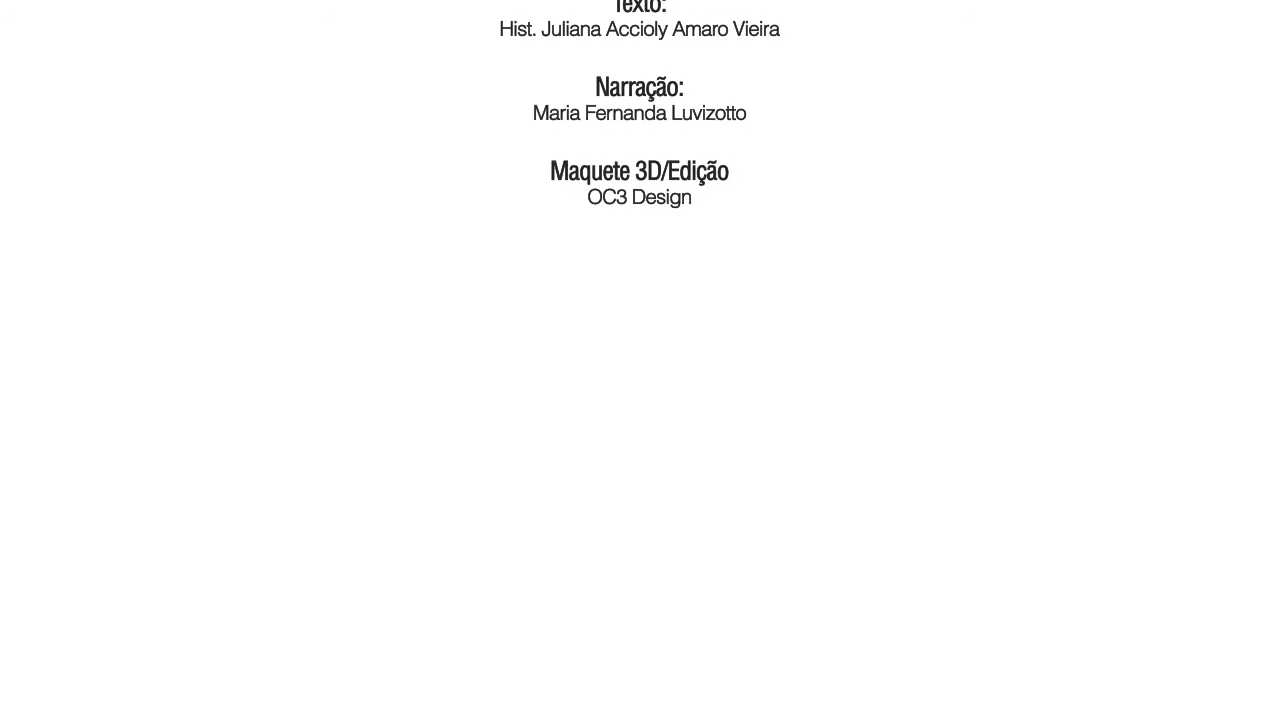 Texto:
Hist. Juliana Accioly Amaro Vieira
Narração:
Maria Fernanda Luvizotto
Maquete 3D/Edição
OC3 Design